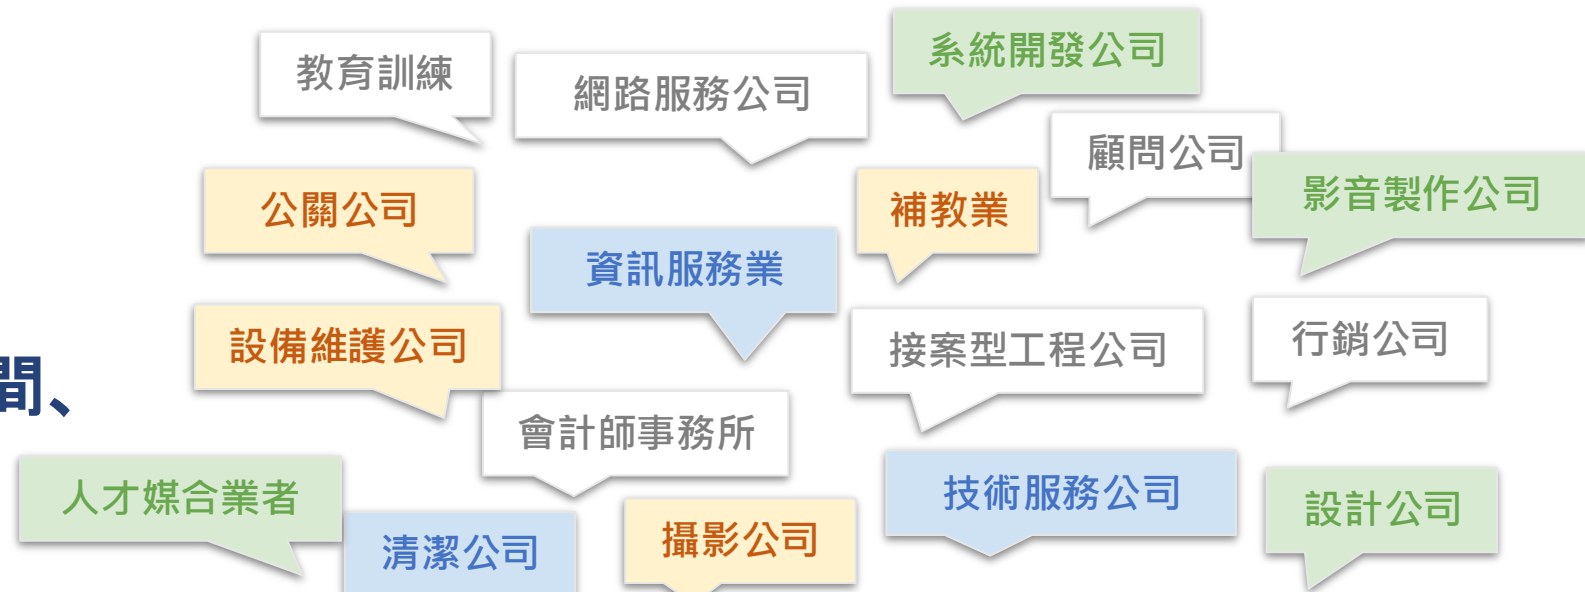 系統開發公司
教育訓練
網路服務公司
顧問公司
影音製作公司
公關公司
補教業
資訊服務業
設備維護公司
接案型工程公司
行銷公司
間、
會計師事務所
人才媒合業者
技術服務公司
設計公司
清潔公司
攝影公司